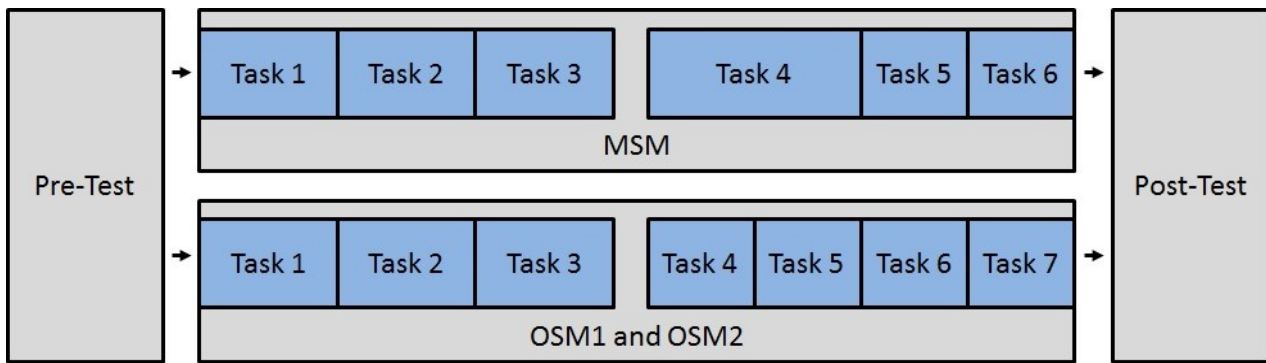 Pre-Test
Task 1 Task 2 Task 3 Task 4 Task 5 Task 6
MSM
Task 1 Task 2 Task 3 Task 4 Task 5 Task 6 Task 7
OSM1 and OSM2
Post-Test